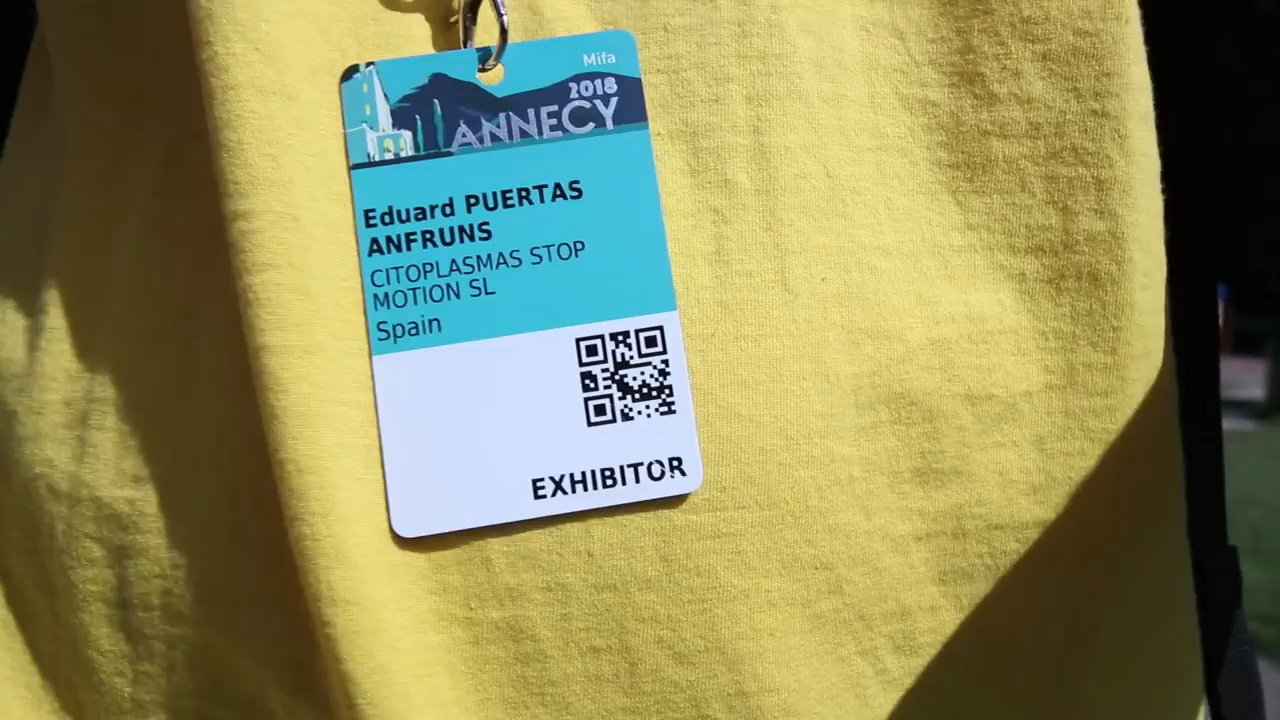 Mifa
2018
ANNECY
Eduard PUERTAS
ANFRUNS
CITOPLASMAS STOP
MOTION SL
Spain
EXHIBITOR